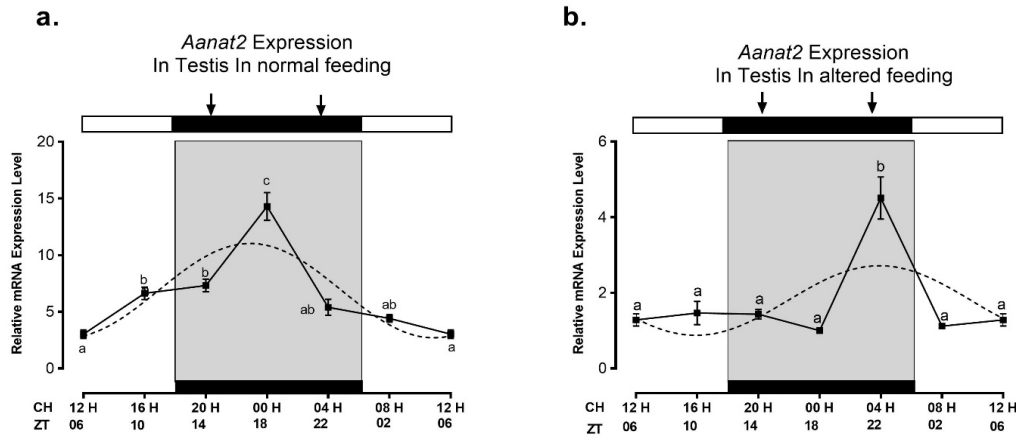 a.
Aanat2 Expression
In Testis In normal feeding
Relative mRNA Expression Level
20
15
10
5
0
a
b
b
c
ab
ab
a
CH 12 H 16 H 20 H 00 H 04 H 08 H 12 H
ZT 06 10 14 18 22 02 06
b.
Aanat2 Expression
In Testis In altered feeding
Relative mRNA Expression Level
6
4
2
0
a
a
a
a
b
a
a
CH 12 H 16 H 20 H 00 H 04 H 08 H 12 H
ZT 06 10 14 18 22 02 06